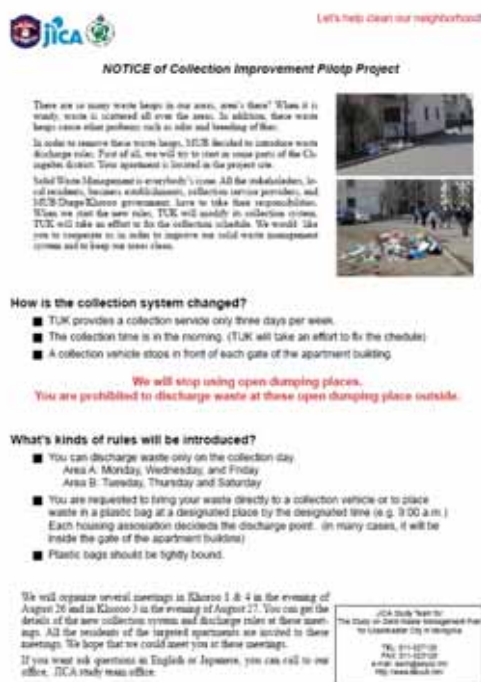 JICA
Let's help clean our neighborhood!
NOTICE of Collection Improvement Pilotp Project
There are so many waste heaps in our areas, aren't there? When it is
windy, waste is scattered all over the areas. In addition, these waste
heaps cause other problems such as odor and breeding of flies.
In order to remove these waste heaps, MUB decided to introduce waste
discharge rules. First of all, we will try to start in some parts of the Ch-
ingeltei district. Your apartment is located in the project site.
Solid Waste Management is everybody's issue. All the stakeholders, lo-
cal residents, business establishments, collection service providers, and
MUB/Duregs/Khoroo government, have to take their responsibilities.
When we start the new rules, TUK will modify its collection system.
TUK will take an effort to fix the collection schedule. We would like
you to cooperate us in order to improve our solid waste management
system and to keep our areas clean.
How is the collection system changed?
■ TUK provides a collection service only three days per week.
■ The collection time is in the morning. (TUK will take an effort to fix the chedule)
■ A collection vehicle stops in front of each gate of the apartment building.
We will stop using open dumping places.
You are prohibited to discharge waste at these open dumping place outside.
What's kinds of rules will be introduced?
■ You can discharge waste only on the collection day.
Area A: Monday, Wednesday, and Friday
Area B: Tuesday, Thursday and Saturday
■ You are requested to bring your waste directly to a collection vehicle or to place
waste in a plastic bag at a designated place by the designated time (e.g. 9:00 a.m.)
Each housing assosiation decideds the discharge point. (in many cases, it will be
inside the gate of the apartment building)
■ Plastic bags should be tightly bound.
We will organize several meetings in Khoroo 1 & 4 in the evening of
August 26 and in Khoroo 3 in the evening of August 27. You can get the
details of the new collection system and discharge rules at these meet-
ings. All the residents of the targeted apartments are invited to these
meetings. We hope that we could meet you at these meetings.
If you want ask questions in English or Japanese, you can call to our
office, JICA study team office.
JICA Study Team for
The Study on Solid Waste Management Plan
for Ulaanbaatar City in Mongolia
TEL:
FAX:
e-mail: